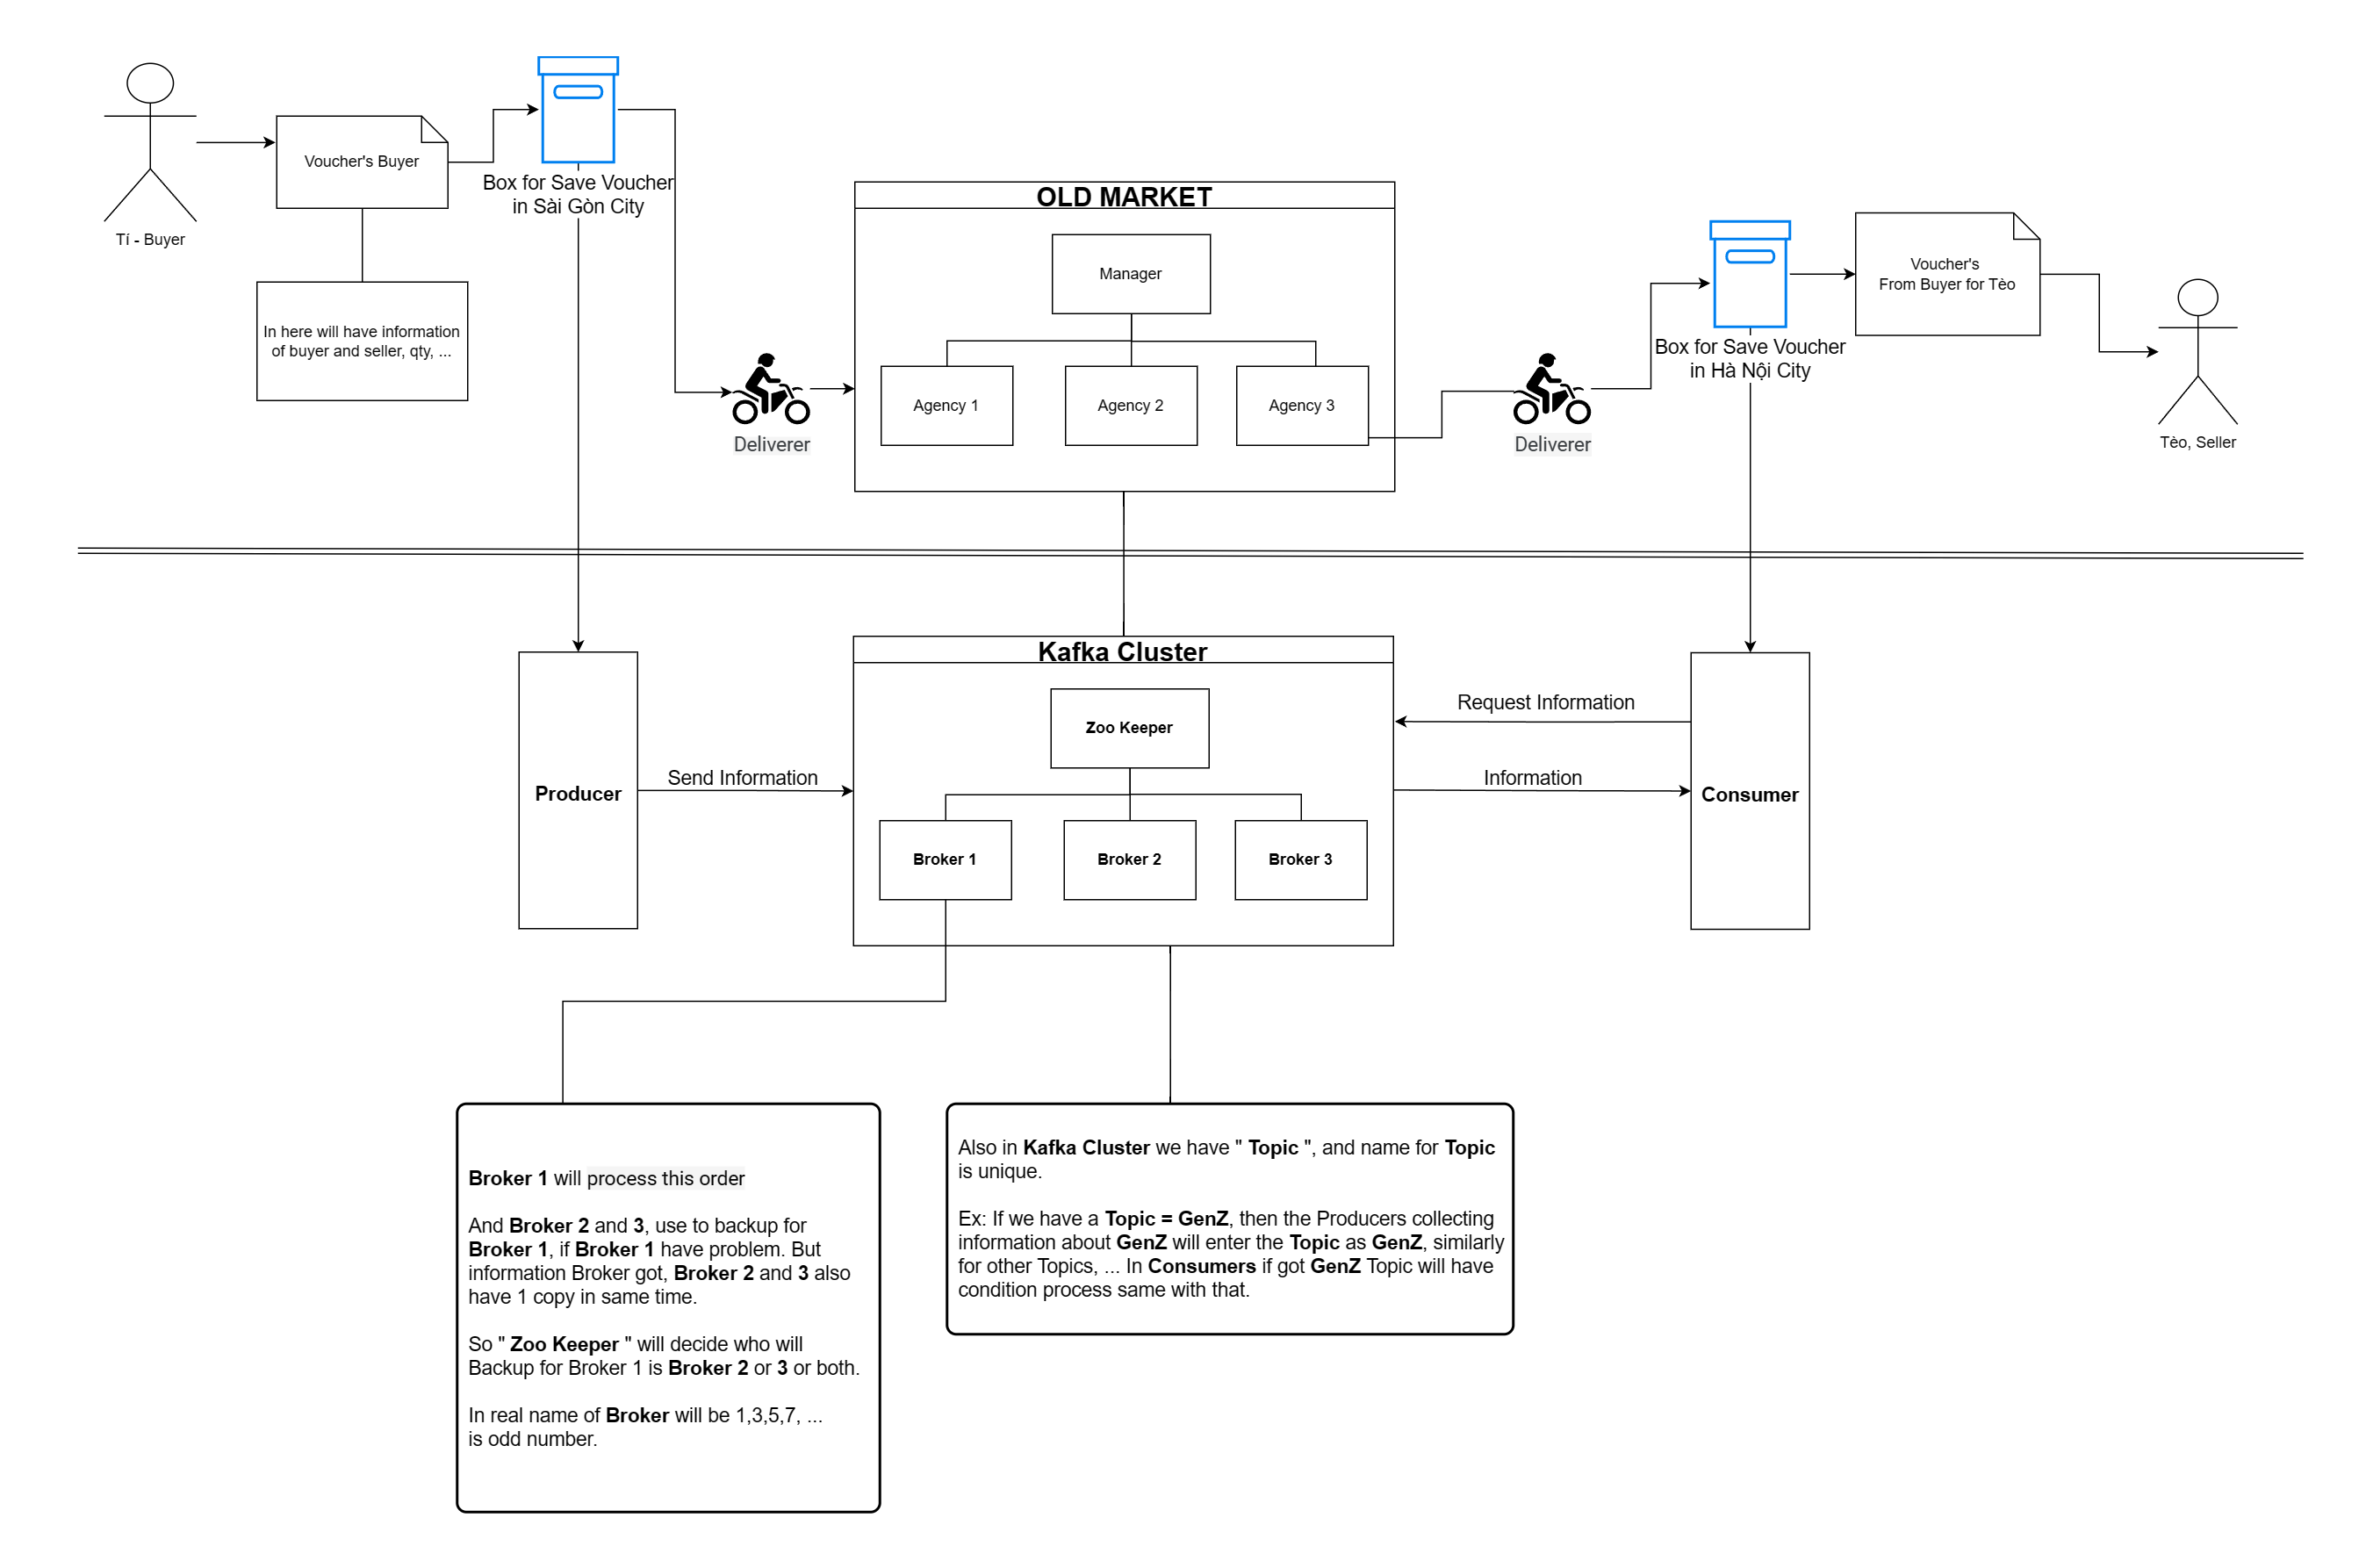 Tí - Buyer
Voucher's Buyer
In here will have information
of buyer and seller, qty, ...
Box for Save Voucher
in Sài Gòn City
Deliverer
OLD MARKET
Manager
Agency 1
Agency 2
Agency 3
Deliverer
Box for Save Voucher
in Hà Nội City
Voucher's
From Buyer for Tèo
Tèo, Seller
Producer
Send Information
Kafka Cluster
Zoo Keeper
Broker 1
Broker 2
Broker 3
Request Information
Information
Consumer
Broker 1 will process this order
And Broker 2 and 3, use to backup for
Broker 1, if Broker 1 have problem. But
information Broker got, Broker 2 and 3 also
have 1 copy in same time.
So " Zoo Keeper " will decide who will
Backup for Broker 1 is Broker 2 or 3 or both.
In real name of Broker will be 1,3,5,7, ...
is odd number.
Also in Kafka Cluster we have " Topic ", and name for Topic
is unique.
Ex: If we have a Topic = GenZ, then the Producers collecting
information about GenZ will enter the Topic as GenZ, similarly
for other Topics, ... In Consumers if got GenZ Topic will have
condition process same with that.